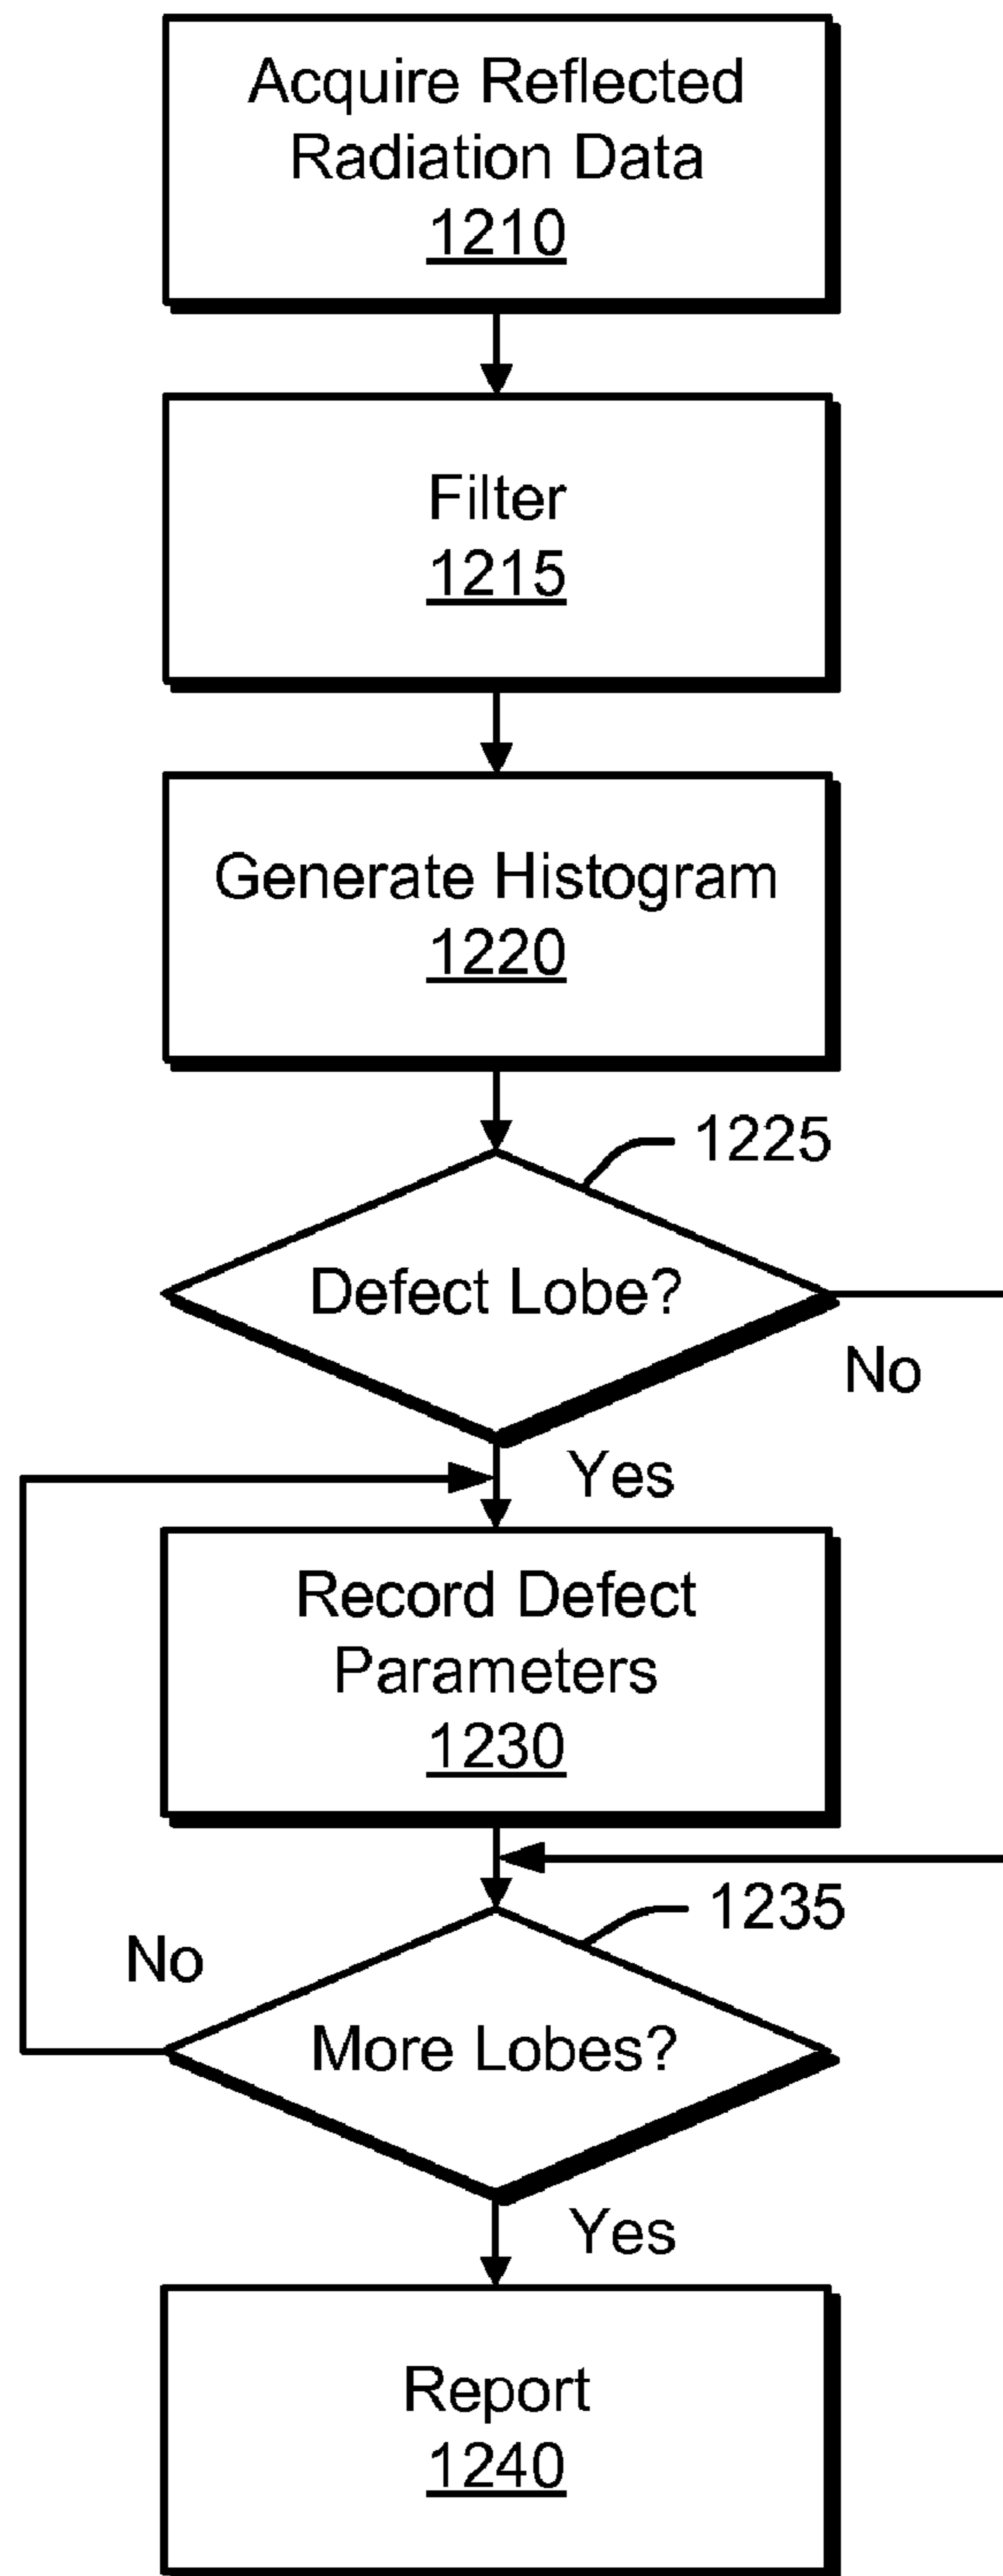 Acquire Reflected
Radiation Data
1210
Filter
1215
Generate Histogram
1220
1225
Defect Lobe?
No
Yes
Record Defect
Parameters
1230
1235
No
More Lobes?
Yes
Report
1240